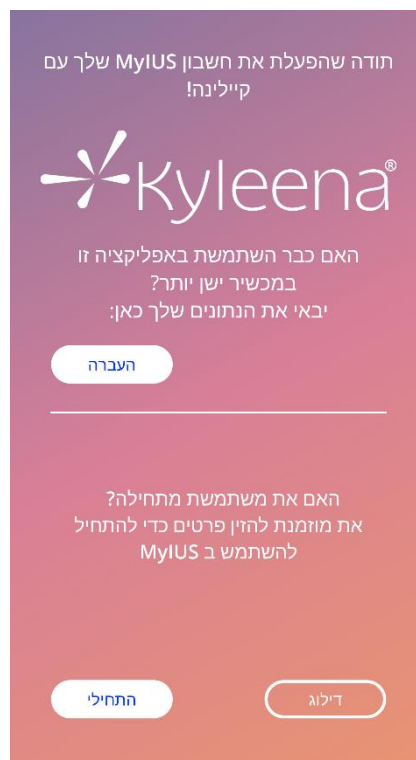 תודה שהפעלת את חשבון MyIUS שלך עם
קיילינה!
Kyleena®
האם כבר השתמשת באפליקציה זו
במכשיר ישן יותר?
יבאי את הנתונים שלך כאן:
העברה
האם את משתמשת מתחילה?
את מוזמנת להזין פרטים כדי להתחיל
להשתמש ב MyIUS
דילוג
התחילי